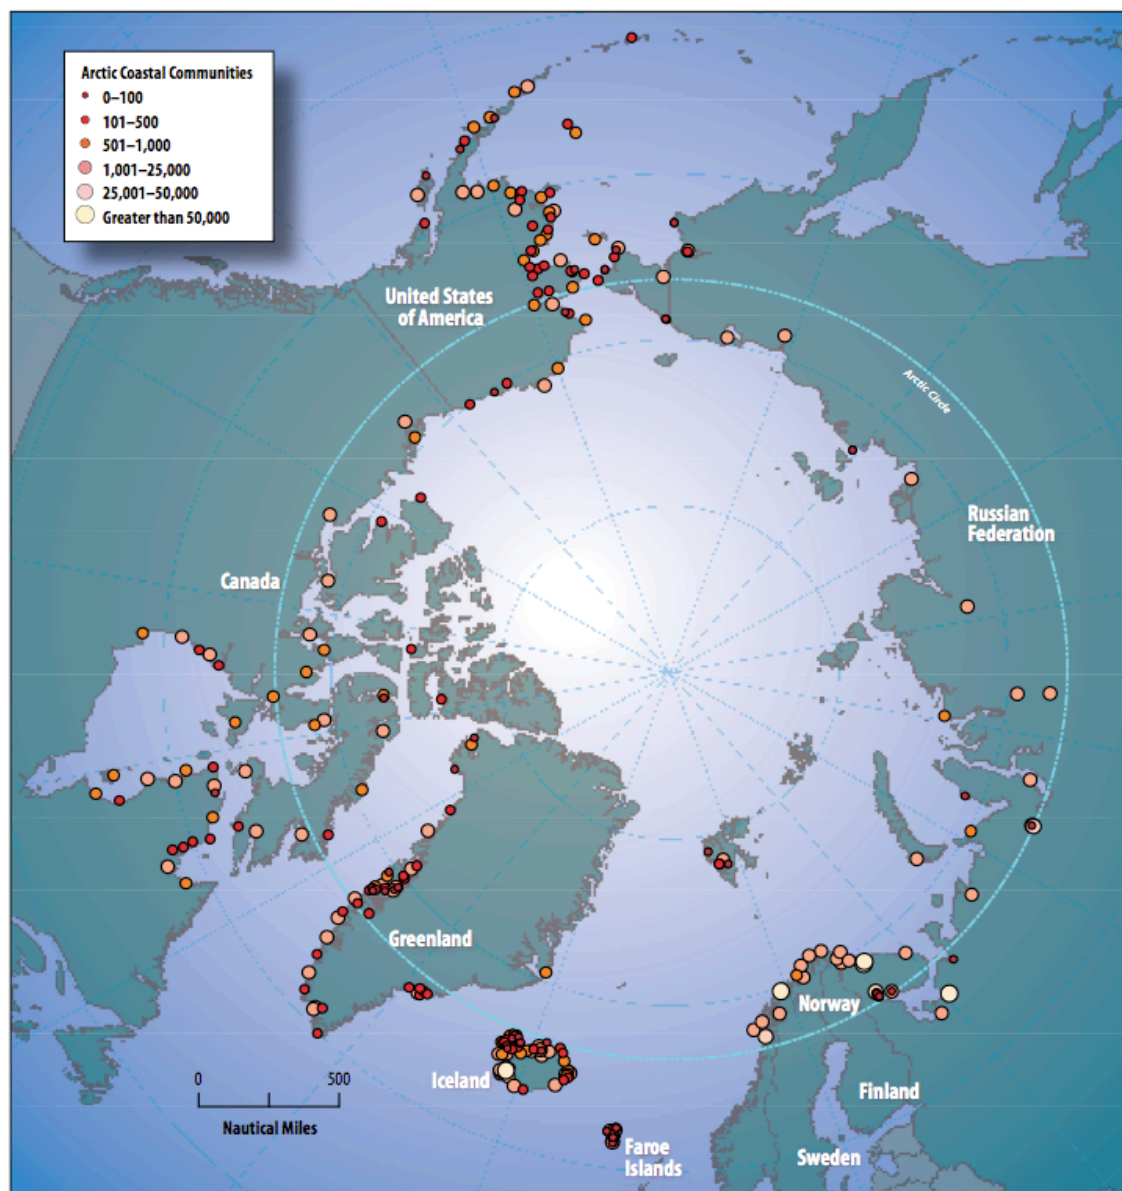 Arctic Coastal Communities
0–100
101–500
501–1,000
1,001–25,000
25,001–50,000
Greater than 50,000
United States
of America
Arctic Circle
Russian
Federation
Canada
Greenland
Norway
Iceland
Finland
0 500
Nautical Miles
Faroe
Islands
Sweden